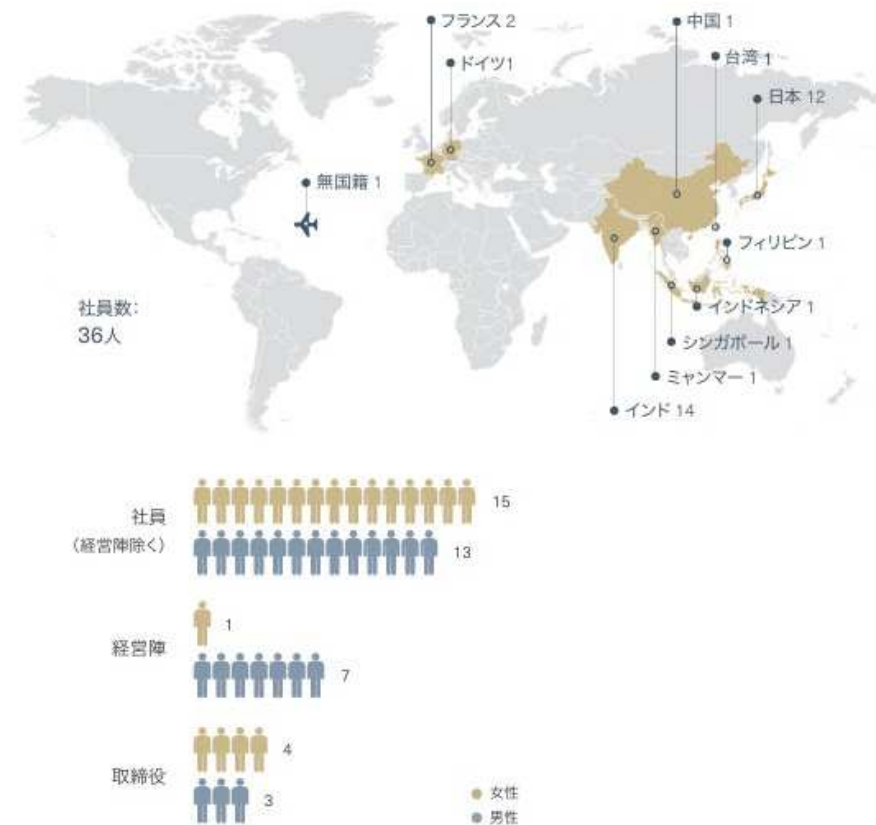 フランス 2
中国 1
ドイツ1
台湾 1
日本 12
無国籍 1
フィリピン 1
社員数:
36人
インドネシア 1
シンガポール 1
ミャンマー 1
インド 14
社員
(経営陣除く)
15
13
経営陣
1
7
取締役
4
3
女性
男性